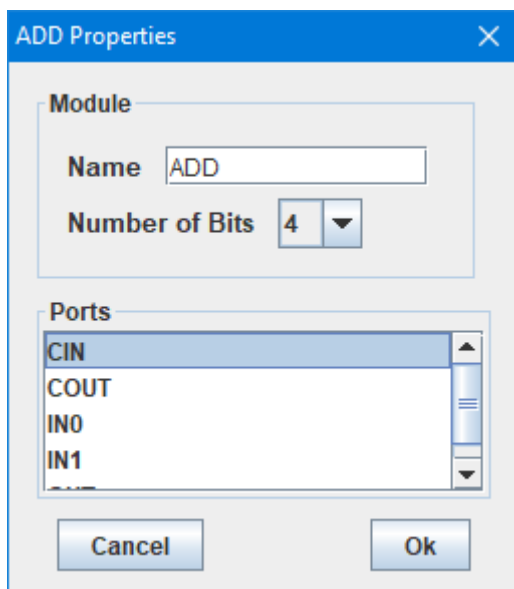 ADD Properties
Module
Name ADD
Number of Bits 4
Ports
CIN
COUT
IN0
IN1
Cancel Ok